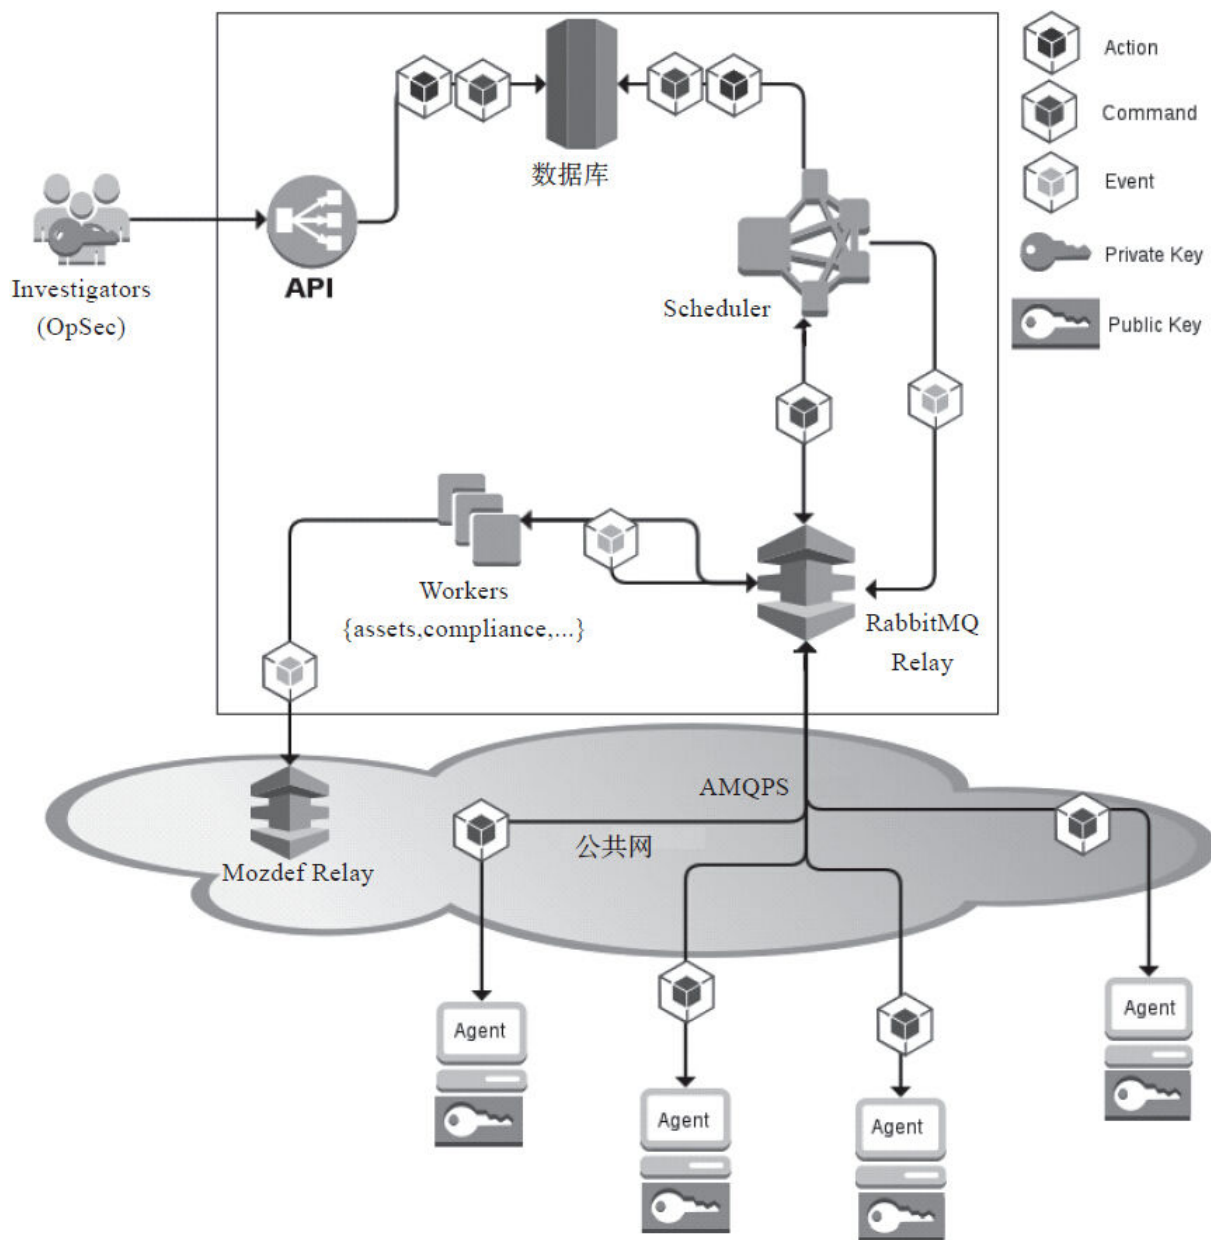 Action
数据库
Command
Event
API
Private Key
Investigators
(OpSec)
Scheduler
Public Key
Workers
{assets,compliance,...}
RabbitMQ
Relay
AMQPS
公共网
Mozdef Relay
Agent
Agent
Agent
Agent